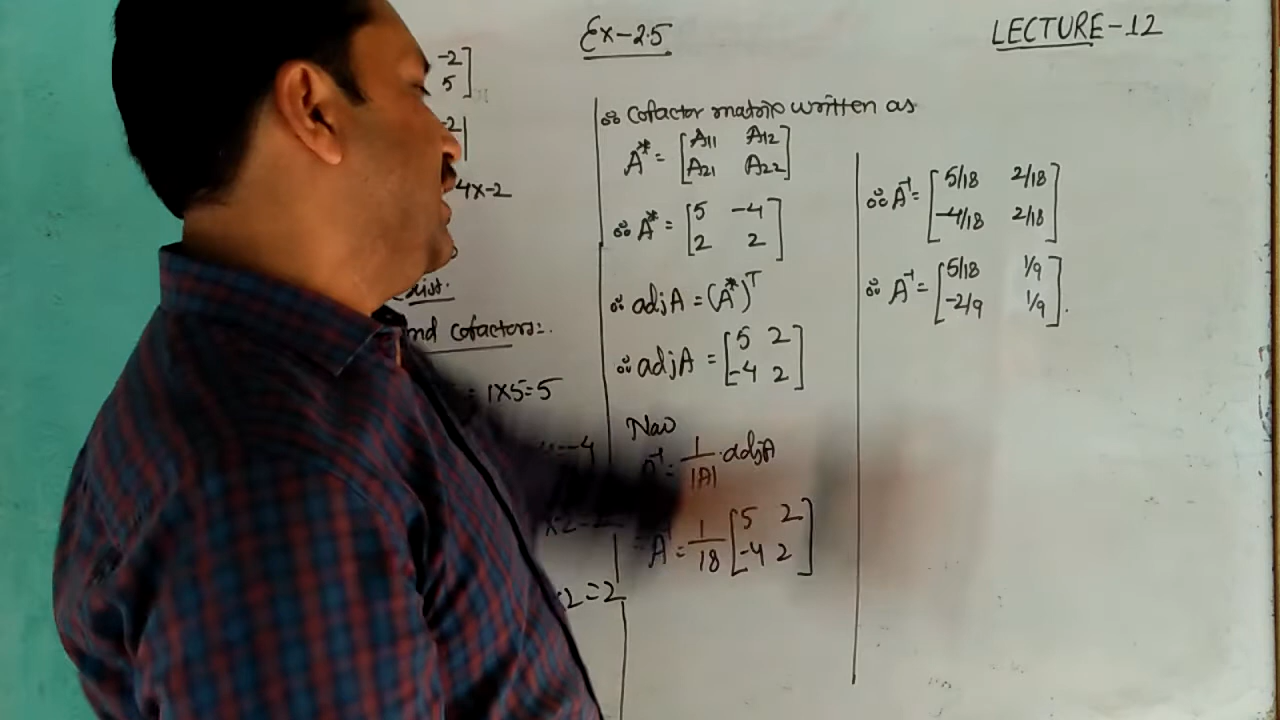 Ex-2.5
LECTURE-12
-2]
5]
-2|
4x-2
Exist.
and cofactors:.
= 1x5=5
=-4
x2=2
∴ Cofactor matrix written as
A* = [A11 A12
A21 A22]
∴ A* = [5 -4
2 2]
∴ adjA = (A*)ᵀ
∴ adjA = [5 2
-4 2]
Now
A⁻¹ = 1/|A| · adjA
A⁻¹ = 1/18 [5 2
-4 2]
∴ A⁻¹ = [5/18 2/18
-4/18 2/18]
∴ A⁻¹ = [5/18 1/9
-2/9 1/9].